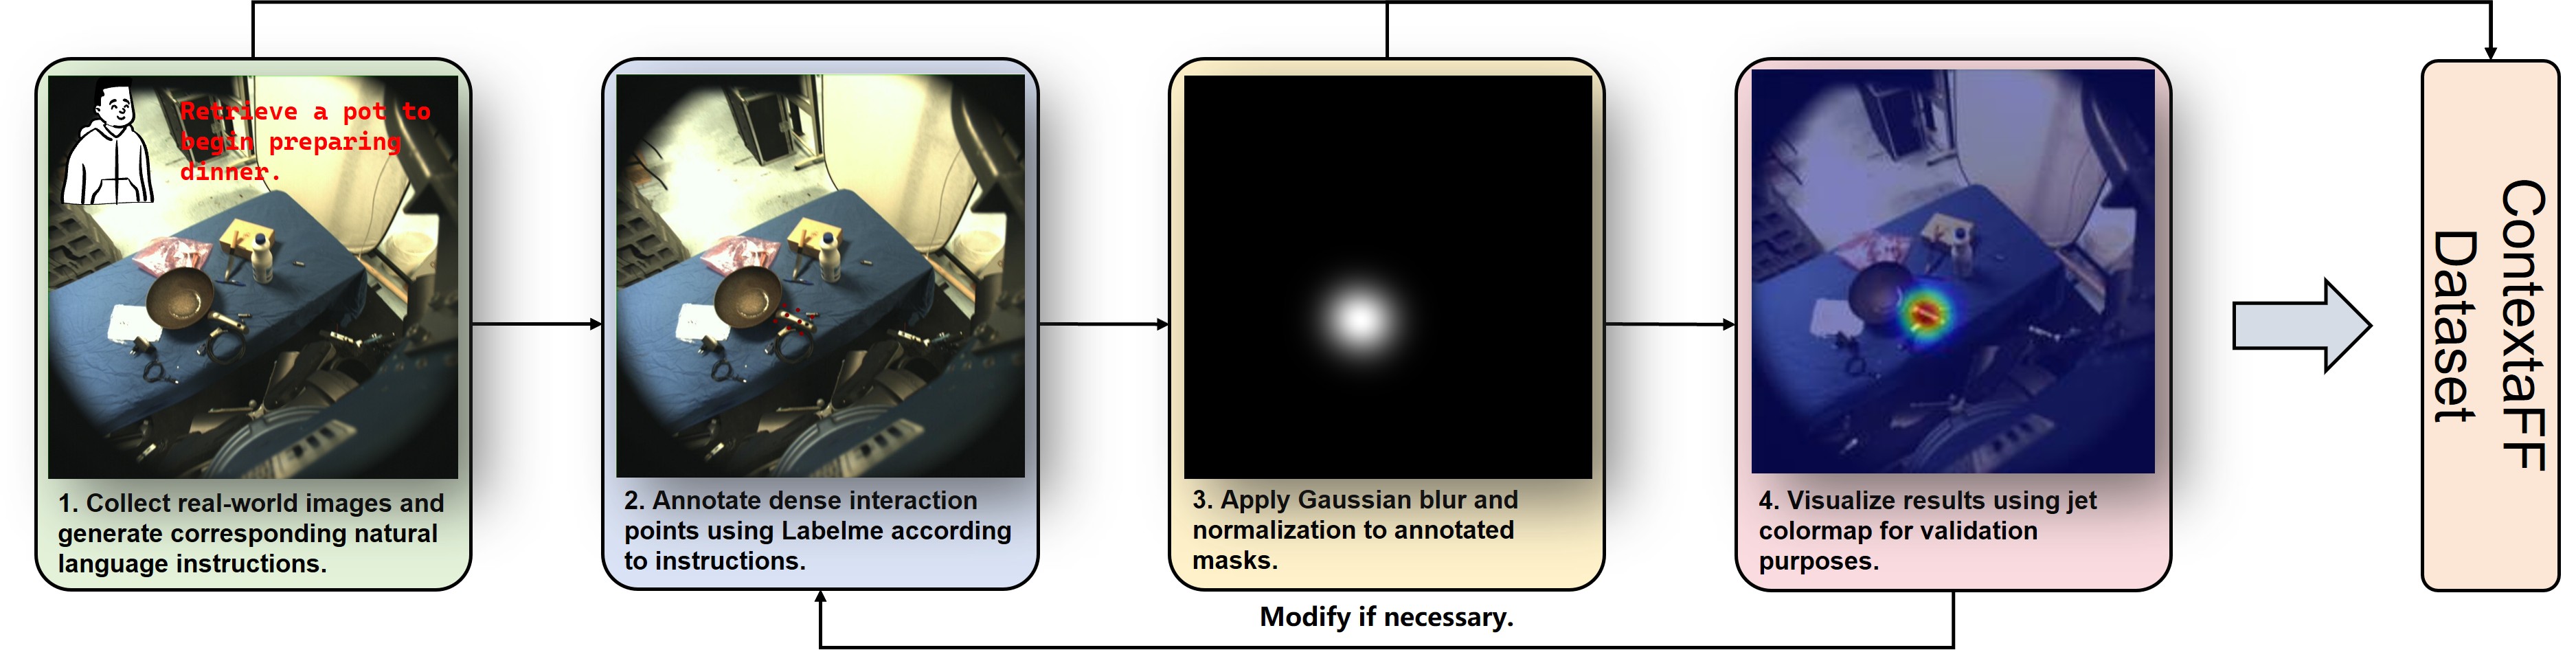 Retrieve a pot to
begin preparing
dinner.
1. Collect real-world images and
generate corresponding natural
language instructions.
2. Annotate dense interaction
points using Labelme according
to instructions.
3. Apply Gaussian blur and
normalization to annotated
masks.
4. Visualize results using jet
colormap for validation
purposes.
Modify if necessary.
ContextaFF
Dataset